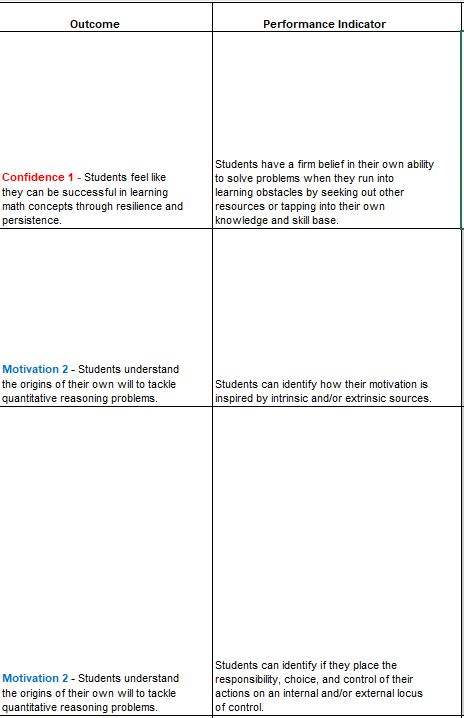 Outcome
Performance Indicator
Confidence 1 - Students feel like
they can be successful in learning
math concepts through resilience and
persistence.
Students have a firm belief in their own ability
to solve problems when they run into
learning obstacles by seeking out other
resources or tapping into their own
knowledge and skill base.
Motivation 2 - Students understand
the origins of their own will to tackle
quantitative reasoning problems.
Students can identify how their motivation is
inspired by intrinsic and/or extrinsic sources.
Motivation 2 - Students understand
the origins of their own will to tackle
quantitative reasoning problems.
Students can identify if they place the
responsibility, choice, and control of their
actions on an internal and/or external locus
of control.